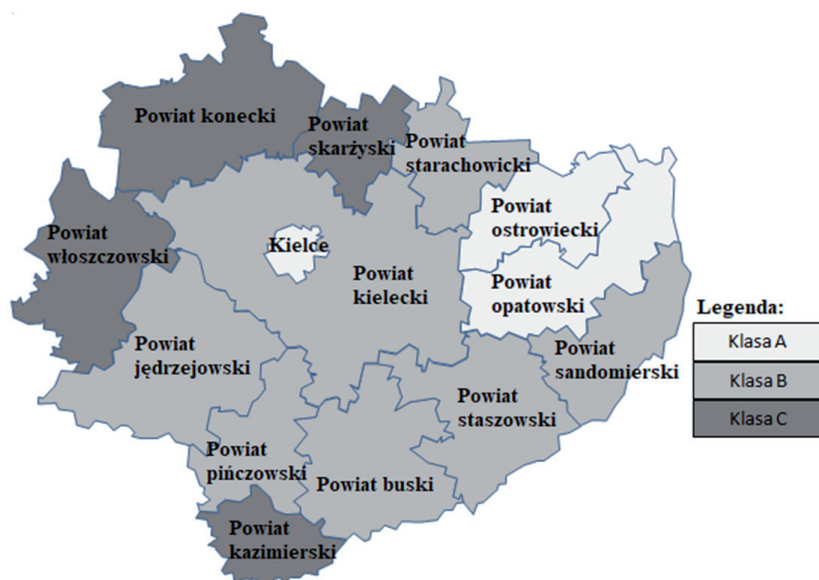 Powiat konecki
Powiat
skarżyski
Powiat
starachowicki
Powiat
włoszczowski
Kielce
Powiat
kielecki
Powiat
ostrowiecki
Powiat
opatowski
Powiat
jędrzejowski
Powiat
staszowski
Powiat
sandomierski
Powiat
pińczowski
Powiat buski
Powiat
kazimierski
Legenda:
Klasa A
Klasa B
Klasa C